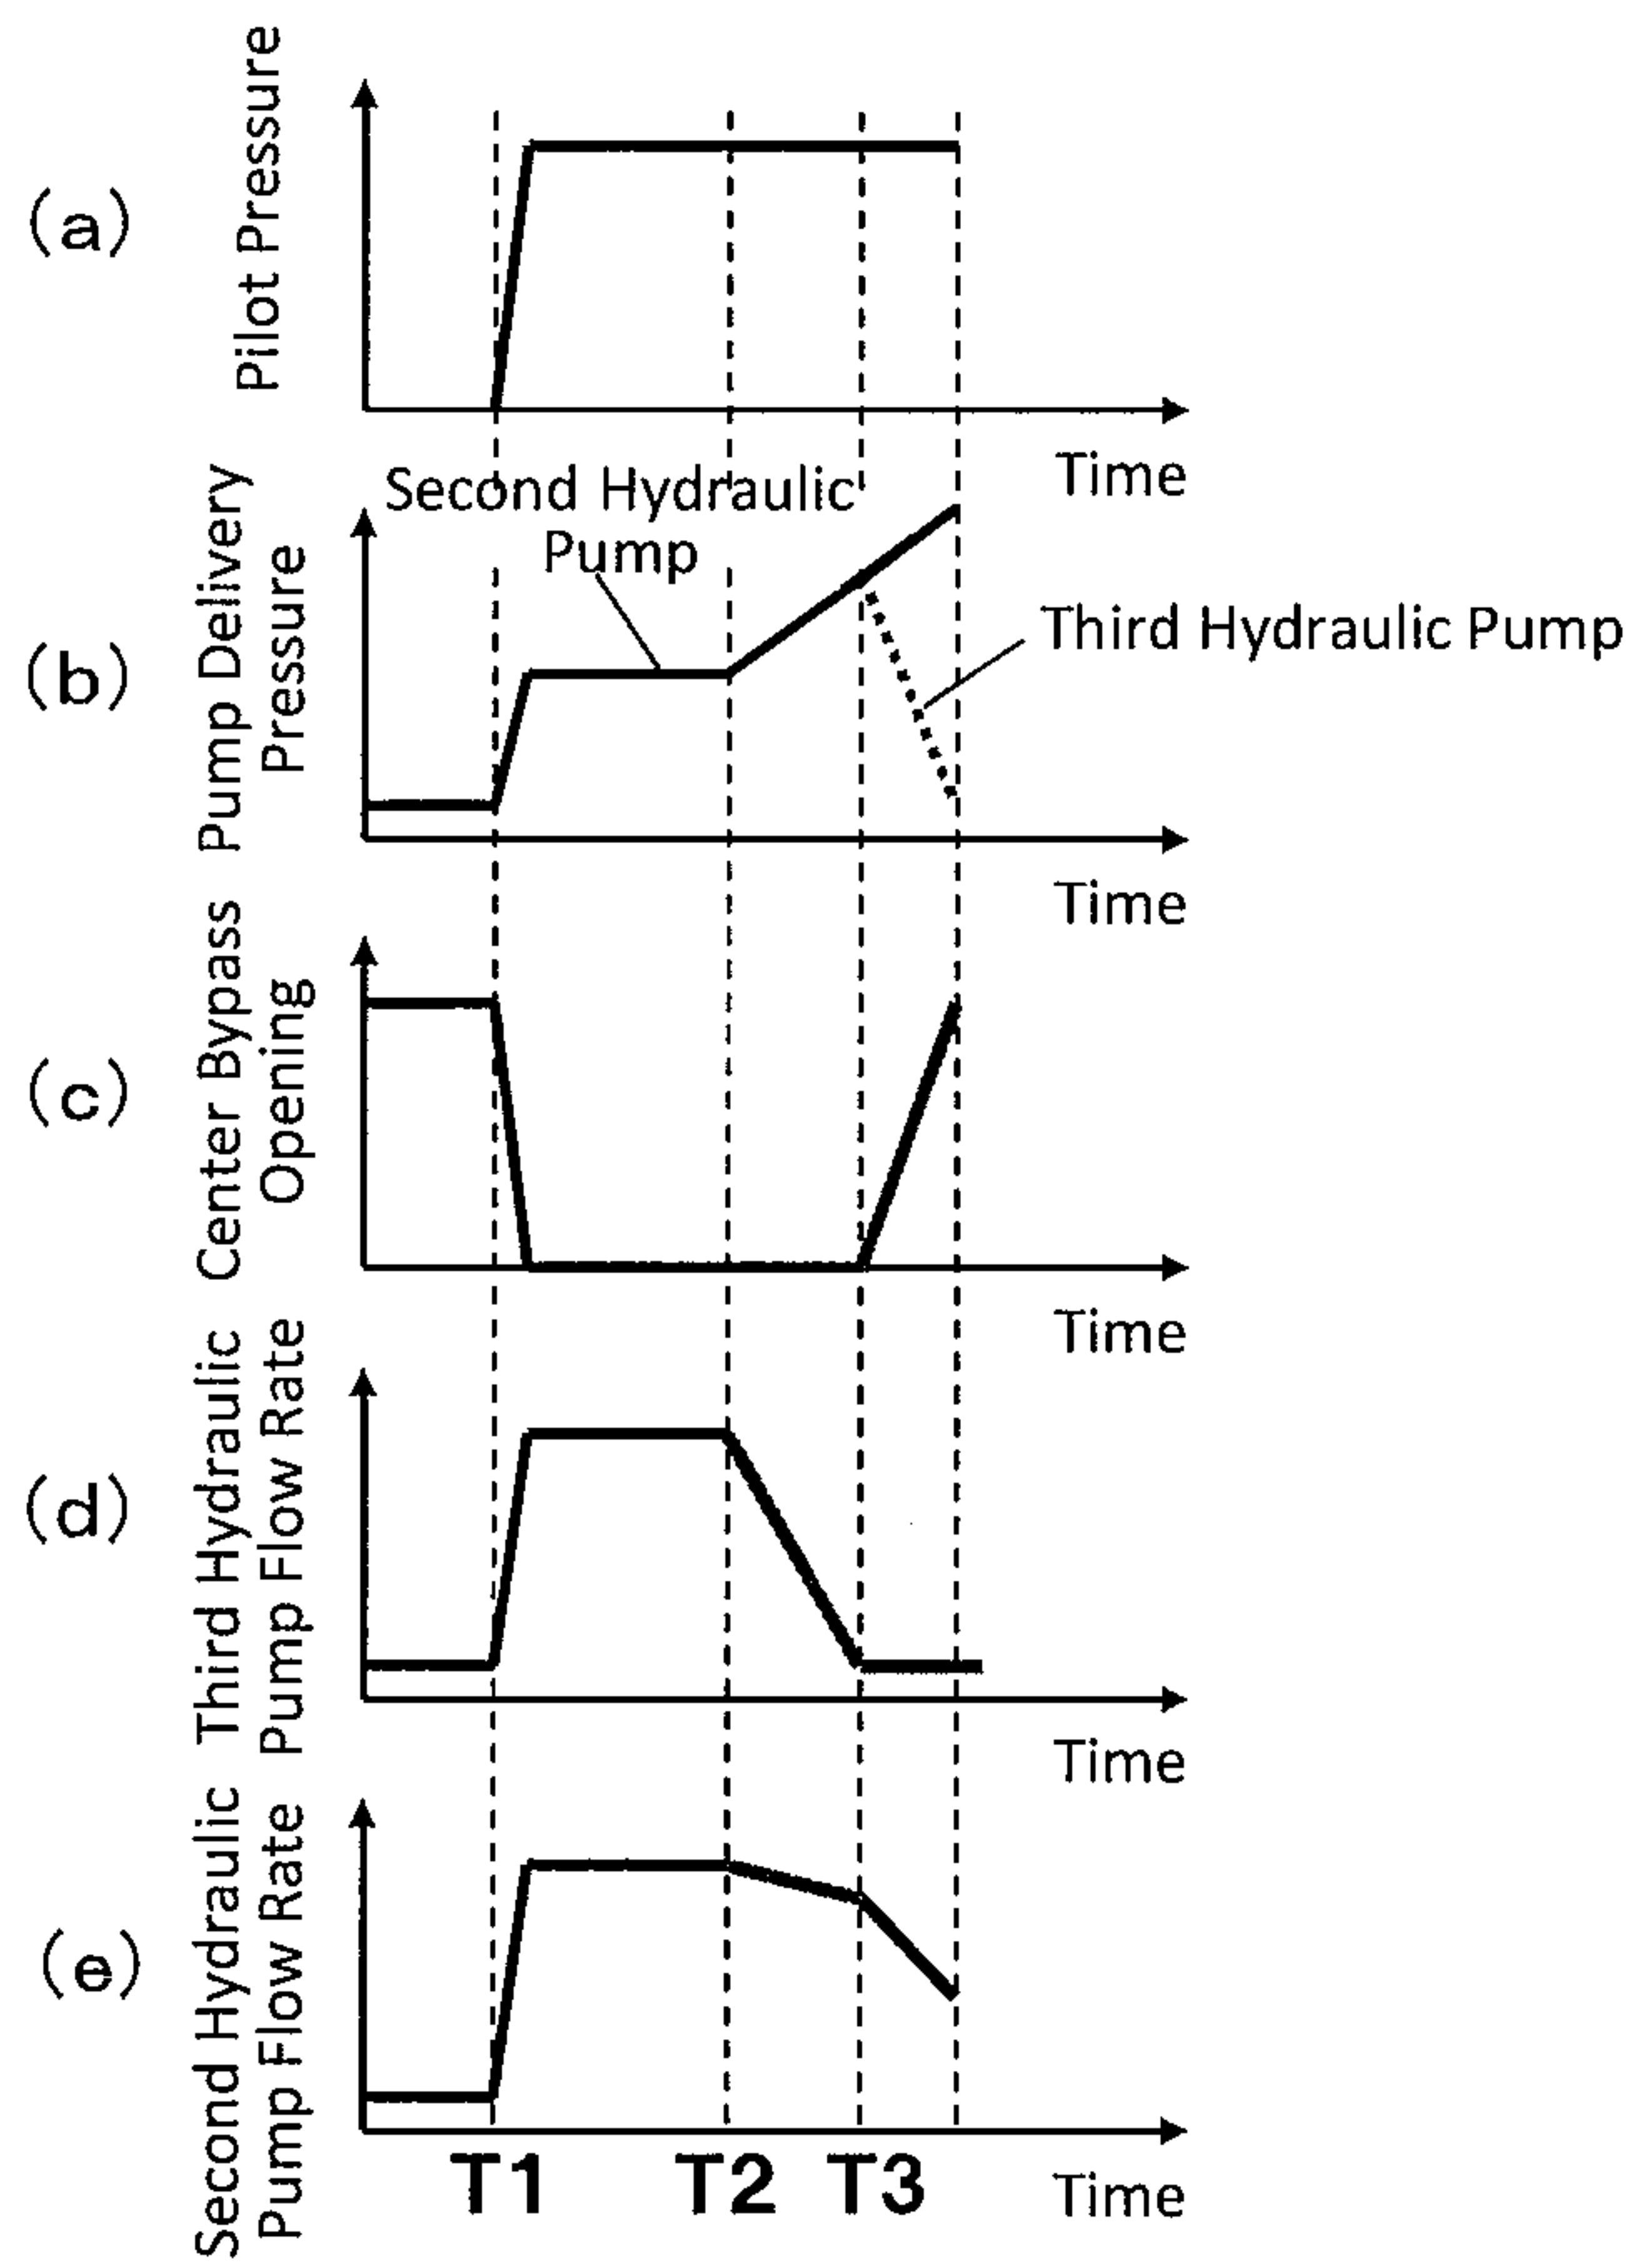 (a)
Pilot Pressure
Time
(b)
Pump Delivery
Pressure
Second Hydraulic
Pump
Third Hydraulic Pump
Time
(c)
Center Bypass
Opening
Time
(d)
Third Hydraulic
Pump Flow Rate
Time
(e)
Second Hydraulic
Pump Flow Rate
T1 T2 T3
Time